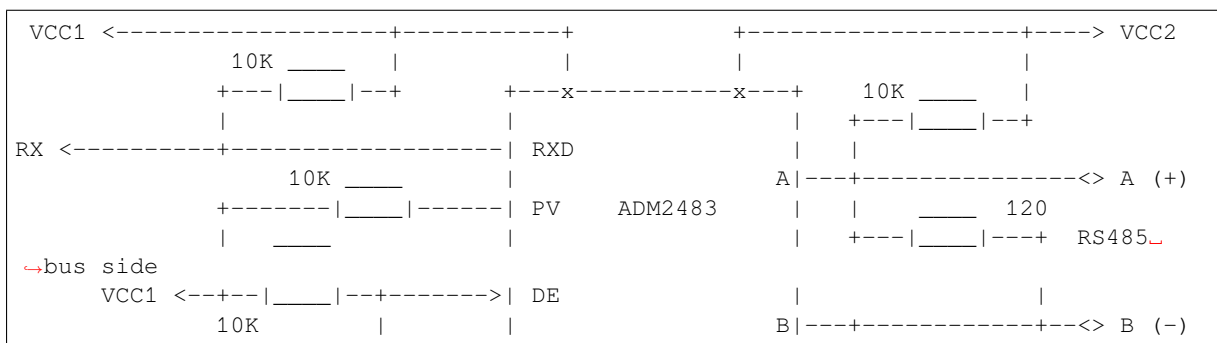 VCC1 <--------------------+-----------+           +--------------------+----> VCC2
              10K ____   |           |           |                    |
             +---|____|--+       +---x-----------x---+    10K ____   |
             |                   |                   |   +---|____|--+
RX <----------+-------------------| RXD               |   |
                  10K ____       |                  A|---+---------------<> A (+)
             +-------|____|------| PV    ADM2483     |   |    ____   120
             |   ____            |                   |   +---|____|---+  RS485␣
↪bus side
      VCC1 <--+--|____|--+------->| DE                |                |
              10K        |       |                  B|---+------------+--<> B (-)